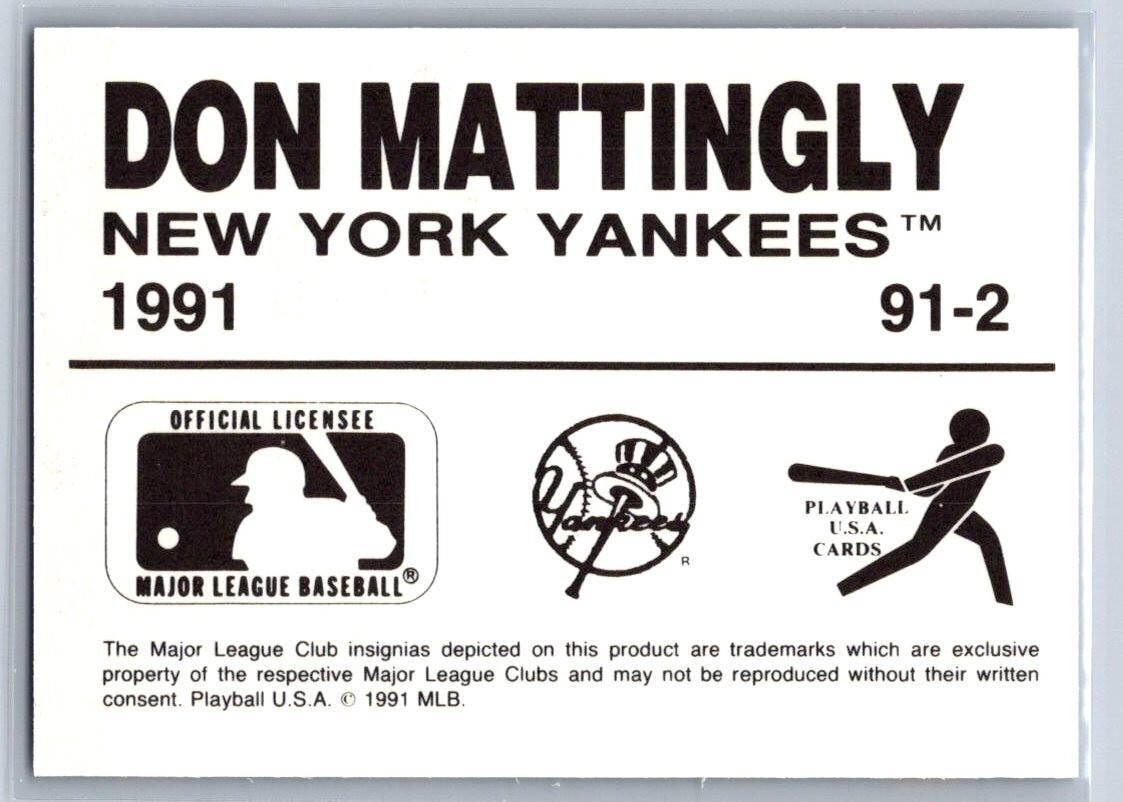 DON MATTINGLY
NEW YORK YANKEES™
1991 91-2
OFFICIAL LICENSEE
MAJOR LEAGUE BASEBALL®
Yankees
®
PLAYBALL
U.S.A.
CARDS
The Major League Club insignias depicted on this product are trademarks which are exclusive
property of the respective Major League Clubs and may not be reproduced without their written
consent. Playball U.S.A. © 1991 MLB.